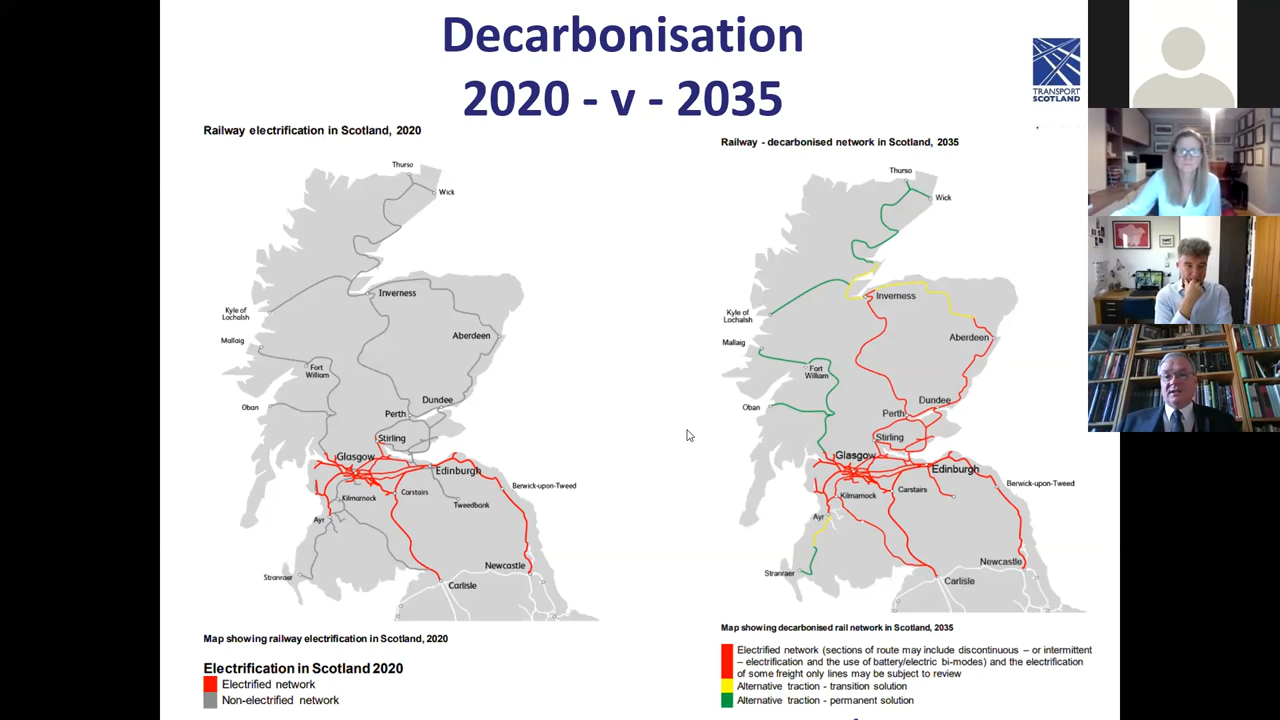 Decarbonisation
2020 - v - 2035
TRANSPORT
SCOTLAND
Railway electrification in Scotland, 2020
Thurso
Wick
Inverness
Kyle of
Lochalsh
Aberdeen
Mallaig
Fort
William
Dundee
Oban
Perth
Stirling
Glasgow
Edinburgh
Berwick-upon-Tweed
Carstairs
Kilmarnock
Tweedbank
Ayr
Newcastle
Stranraer
Carlisle
Map showing railway electrification in Scotland, 2020
Electrification in Scotland 2020
Electrified network
Non-electrified network
Railway - decarbonised network in Scotland, 2035
Thurso
Wick
Inverness
Kyle of
Lochalsh
Aberdeen
Mallaig
Fort
William
Dundee
Oban
Perth
Stirling
Glasgow
Edinburgh
Berwick-upon-Tweed
Carstairs
Kilmarnock
Ayr
Newcastle
Stranraer
Carlisle
Map showing decarbonised rail network in Scotland, 2035
Electrified network (sections of route may include discontinuous – or intermittent
– electrification and the use of battery/electric bi-modes) and the electrification
of some freight only lines may be subject to review
Alternative traction - transition solution
Alternative traction - permanent solution